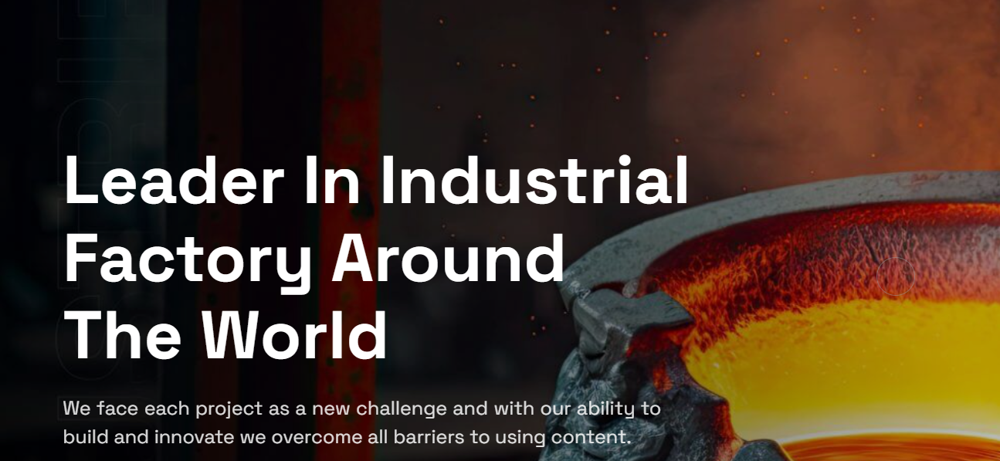 Leader In Industrial
Factory Around
The World
We face each project as a new challenge and with our ability to
build and innovate we overcome all barriers to using content.